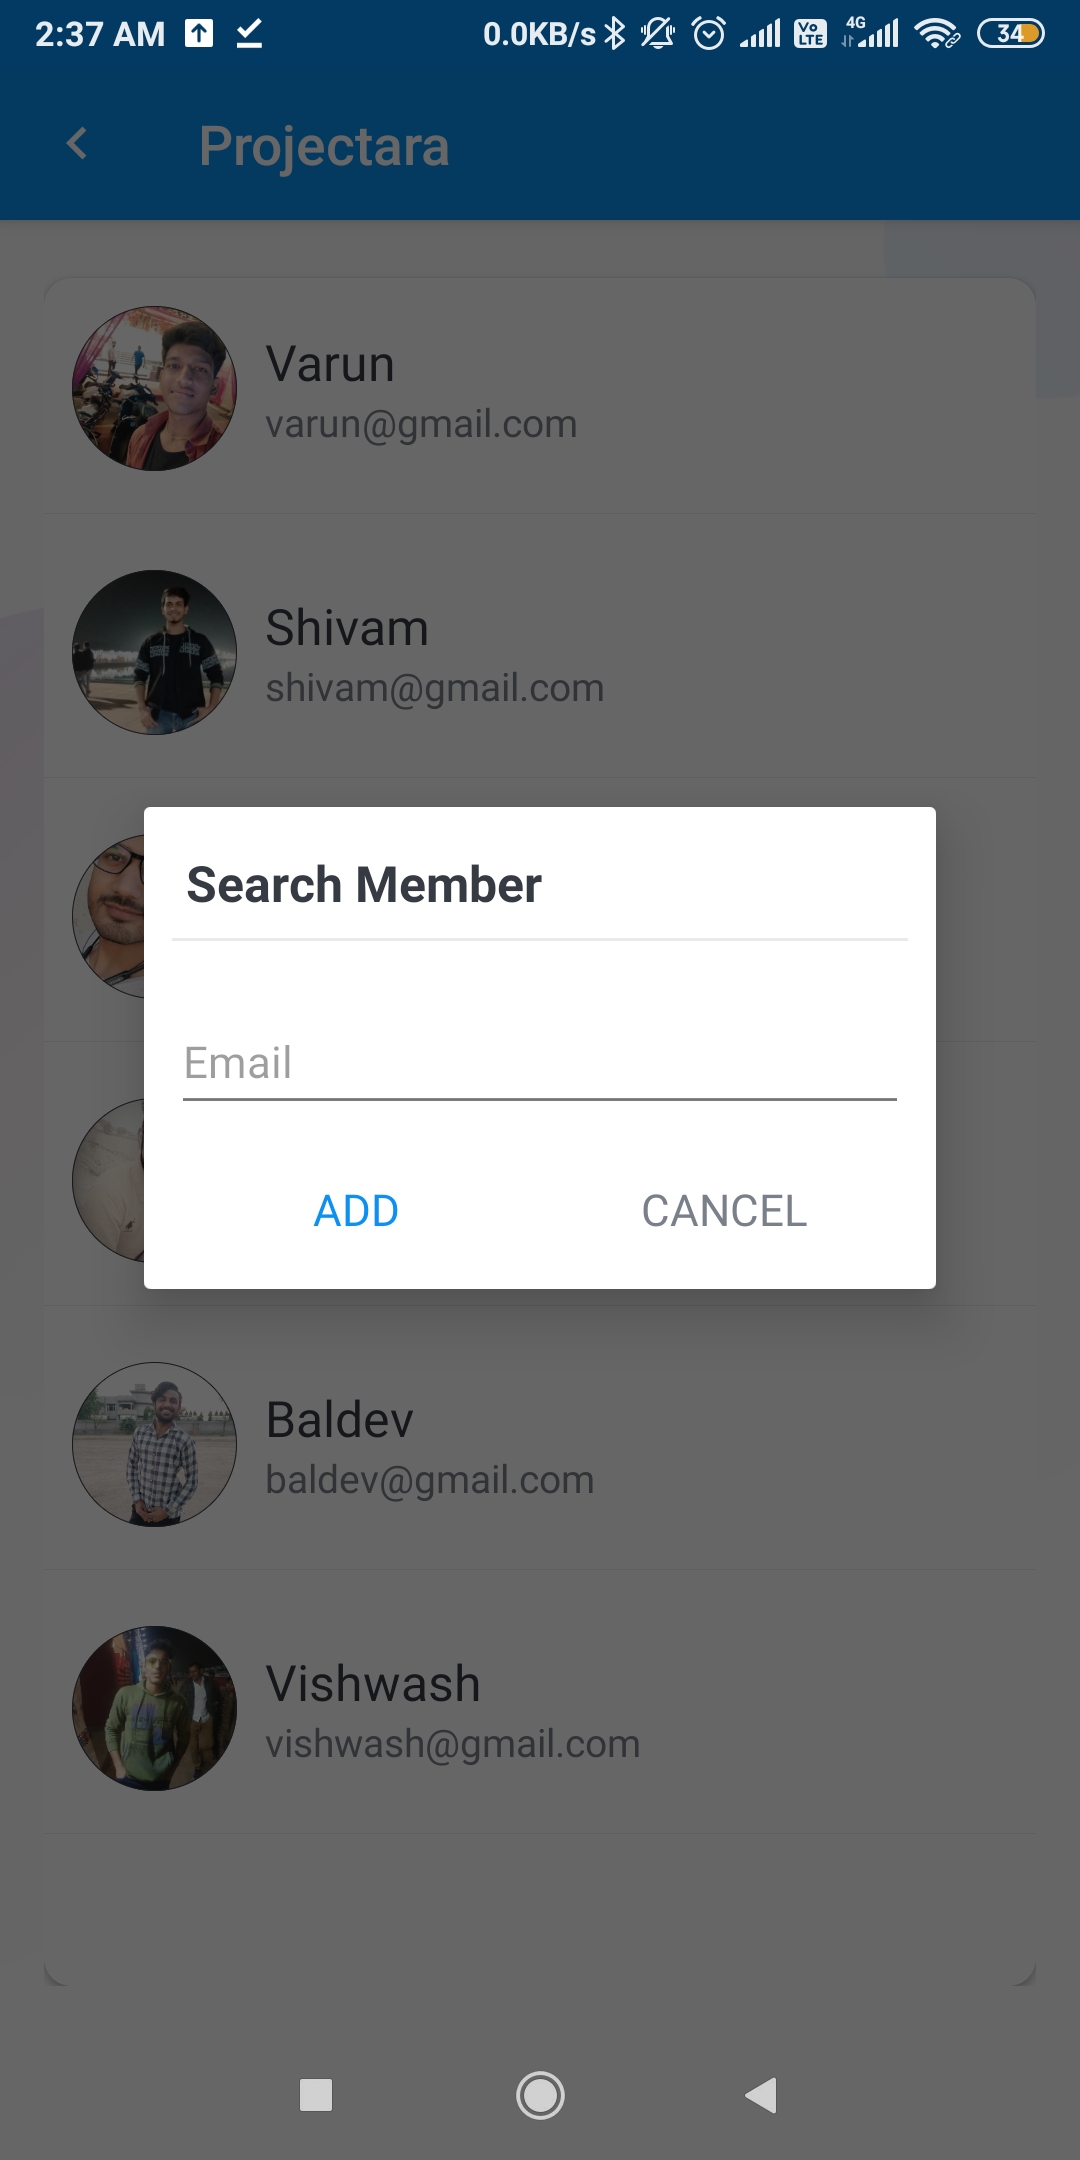 2:37 AM 0.0KB/s Vo LTE 4G 34
Projectara
Varun
varun@gmail.com
Shivam
shivam@gmail.com
Search Member
Email
ADD CANCEL
Baldev
baldev@gmail.com
Vishwash
vishwash@gmail.com